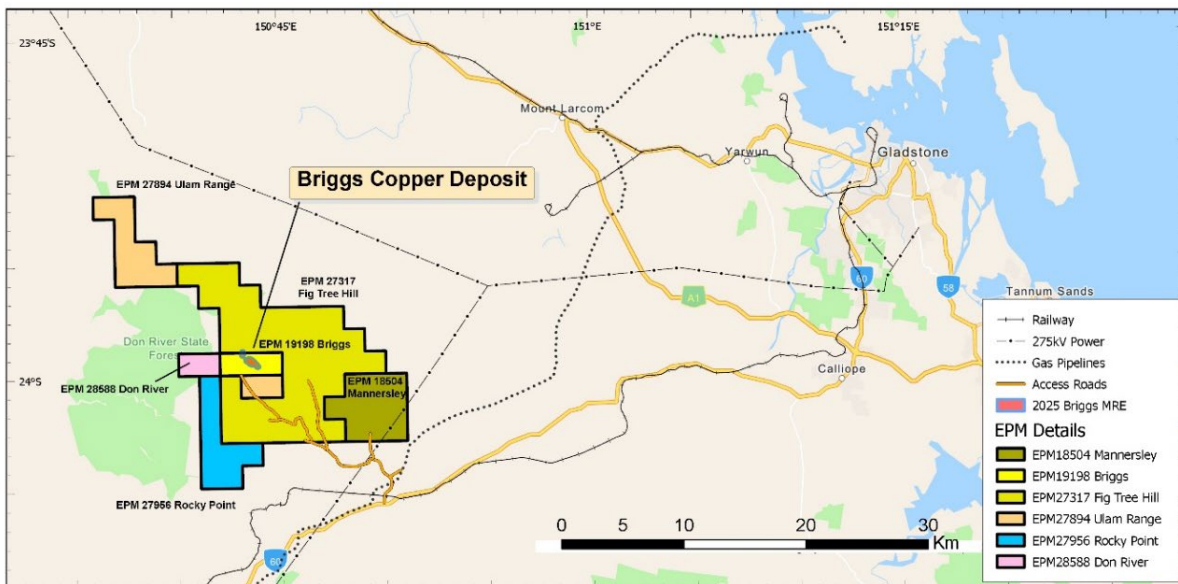 150°45'E
151°E
151°15'E
23°45'S
Mount Larcom
Yarwun
Gladstone
Briggs Copper Deposit
EPM 27894 Ulam Range
EPM 27317
Fig Tree Hill
60
58
A1
Tannum Sands
Don River State
Forest
EPM 19198 Briggs
24°S
EPM 28588 Don River
EPM 18504
Mannersley
Calliope
EPM 27956 Rocky Point
60
0 5 10 20 30
Km
Railway
275kV Power
Gas Pipelines
Access Roads
2025 Briggs MRE
EPM Details
EPM18504 Mannersley
EPM19198 Briggs
EPM27317 Fig Tree Hill
EPM27894 Ulam Range
EPM27956 Rocky Point
EPM28588 Don River